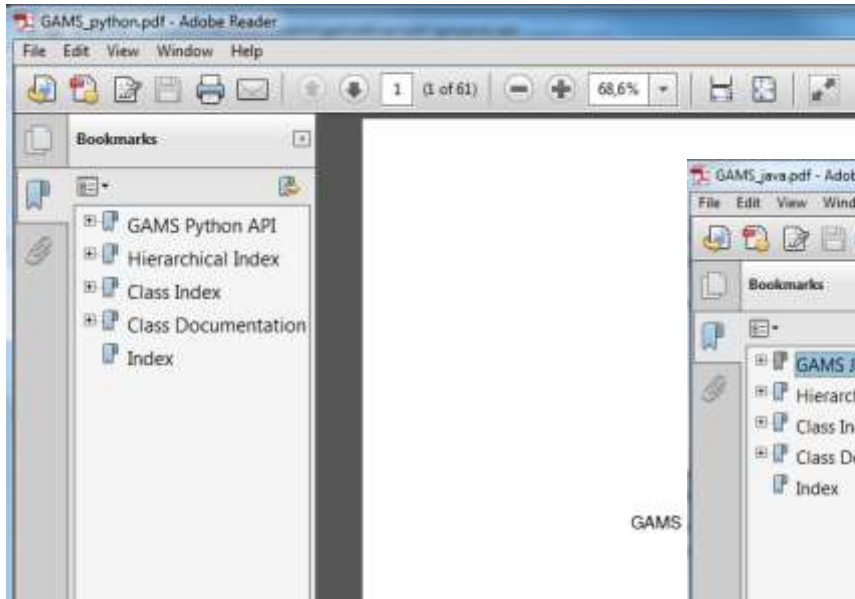 GAMS_python.pdf - Adobe Reader
File Edit View Window Help
1 (1 of 61) 68,6%
Bookmarks
GAMS Python API
Hierarchical Index
Class Index
Class Documentation
Index
GAMS
GAMS_java.pdf - Adob
File Edit View Wind
Bookmarks
GAMS J
Hierarch
Class In
Class Do
Index